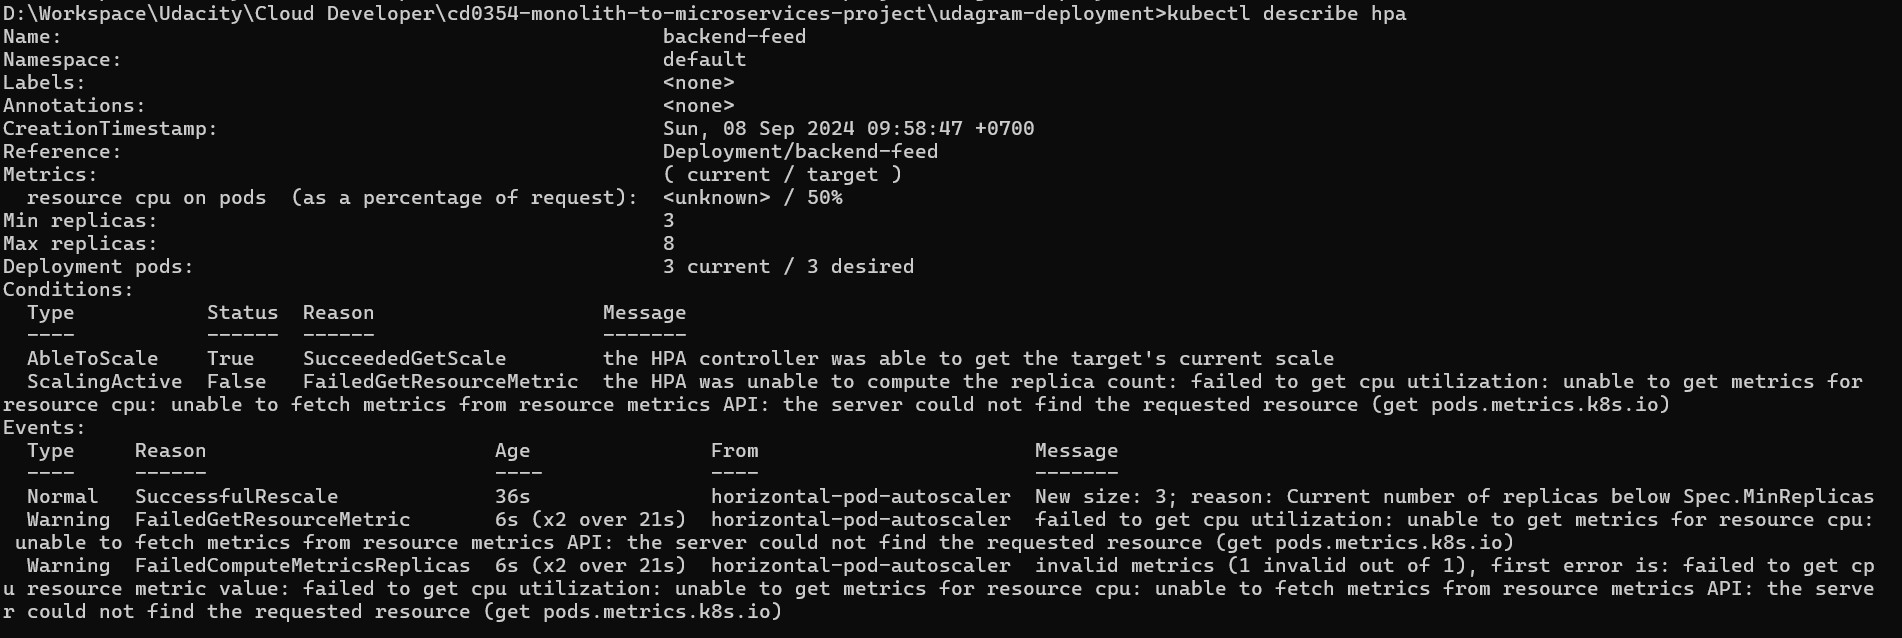 D:\Workspace\Udacity\Cloud Developer\cd0354-monolith-to-microservices-project\udagram-deployment>kubectl describe hpa
Name:                                                  backend-feed
Namespace:                                             default
Labels:                                                <none>
Annotations:                                           <none>
CreationTimestamp:                                     Sun, 08 Sep 2024 09:58:47 +0700
Reference:                                             Deployment/backend-feed
Metrics:                                               ( current / target )
  resource cpu on pods  (as a percentage of request):  <unknown> / 50%
Min replicas:                                          3
Max replicas:                                          8
Deployment pods:                                       3 current / 3 desired
Conditions:
  Type           Status  Reason                   Message
  ----           ------  ------                   -------
  AbleToScale    True    SucceededGetScale        the HPA controller was able to get the target's current scale
  ScalingActive  False   FailedGetResourceMetric  the HPA was unable to compute the replica count: failed to get cpu utilization: unable to get metrics for
resource cpu: unable to fetch metrics from resource metrics API: the server could not find the requested resource (get pods.metrics.k8s.io)
Events:
  Type     Reason                        Age               From                       Message
  ----     ------                        ----              ----                       -------
  Normal   SuccessfulRescale             36s               horizontal-pod-autoscaler  New size: 3; reason: Current number of replicas below Spec.MinReplicas
  Warning  FailedGetResourceMetric       6s (x2 over 21s)  horizontal-pod-autoscaler  failed to get cpu utilization: unable to get metrics for resource cpu:
 unable to fetch metrics from resource metrics API: the server could not find the requested resource (get pods.metrics.k8s.io)
  Warning  FailedComputeMetricsReplicas  6s (x2 over 21s)  horizontal-pod-autoscaler  invalid metrics (1 invalid out of 1), first error is: failed to get cp
u resource metric value: failed to get cpu utilization: unable to get metrics for resource cpu: unable to fetch metrics from resource metrics API: the serve
r could not find the requested resource (get pods.metrics.k8s.io)